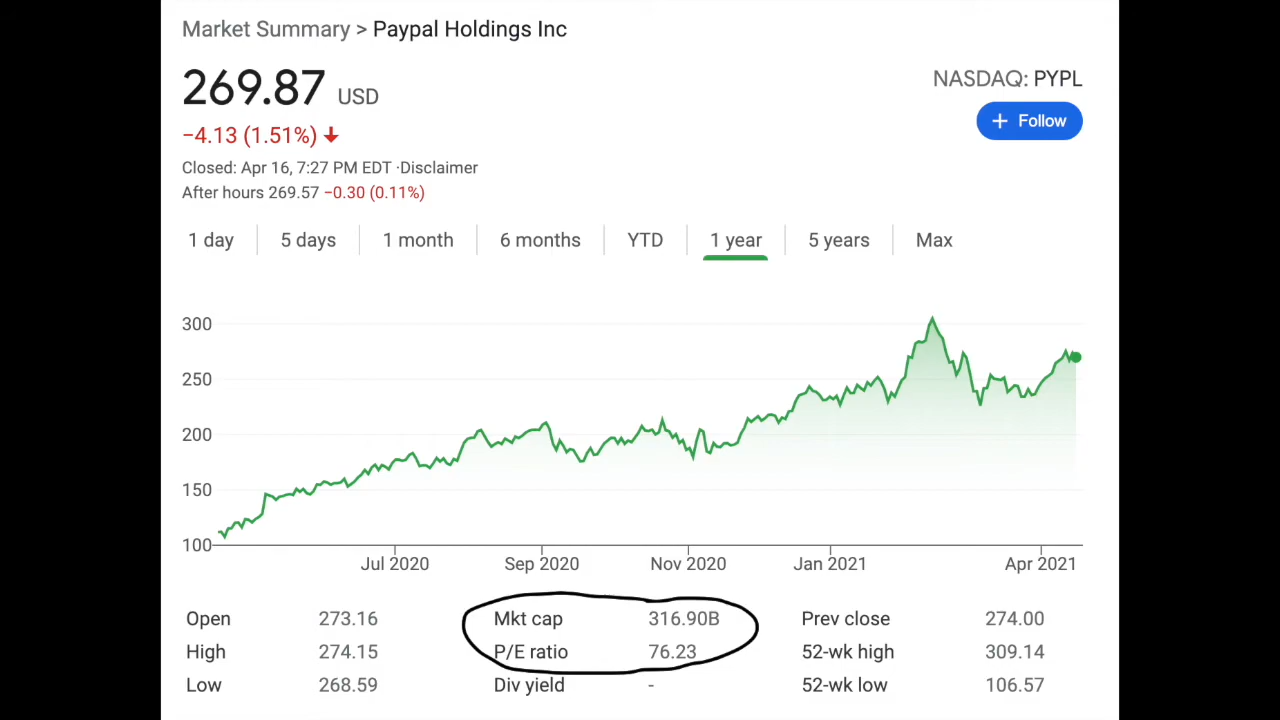 Market Summary > Paypal Holdings Inc
269.87 USD
NASDAQ: PYPL
−4.13 (1.51%) ↓
+ Follow
Closed: Apr 16, 7:27 PM EDT ·Disclaimer
After hours 269.57 −0.30 (0.11%)
1 day 5 days 1 month 6 months YTD 1 year 5 years Max
300
250
200
150
100
Jul 2020 Sep 2020 Nov 2020 Jan 2021 Apr 2021
Open 273.16 Mkt cap 316.90B Prev close 274.00
High 274.15 P/E ratio 76.23 52-wk high 309.14
Low 268.59 Div yield - 52-wk low 106.57